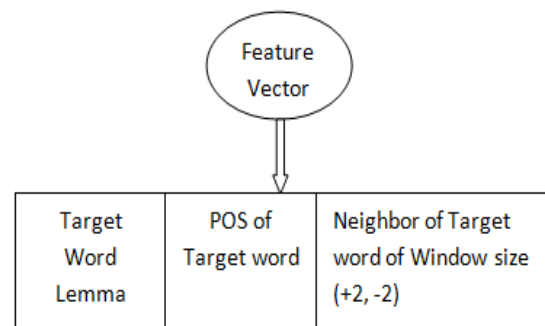 Feature
Vector
Target
Word
Lemma
POS of
Target word
Neighbor of Target
word of Window size
(+2, -2)